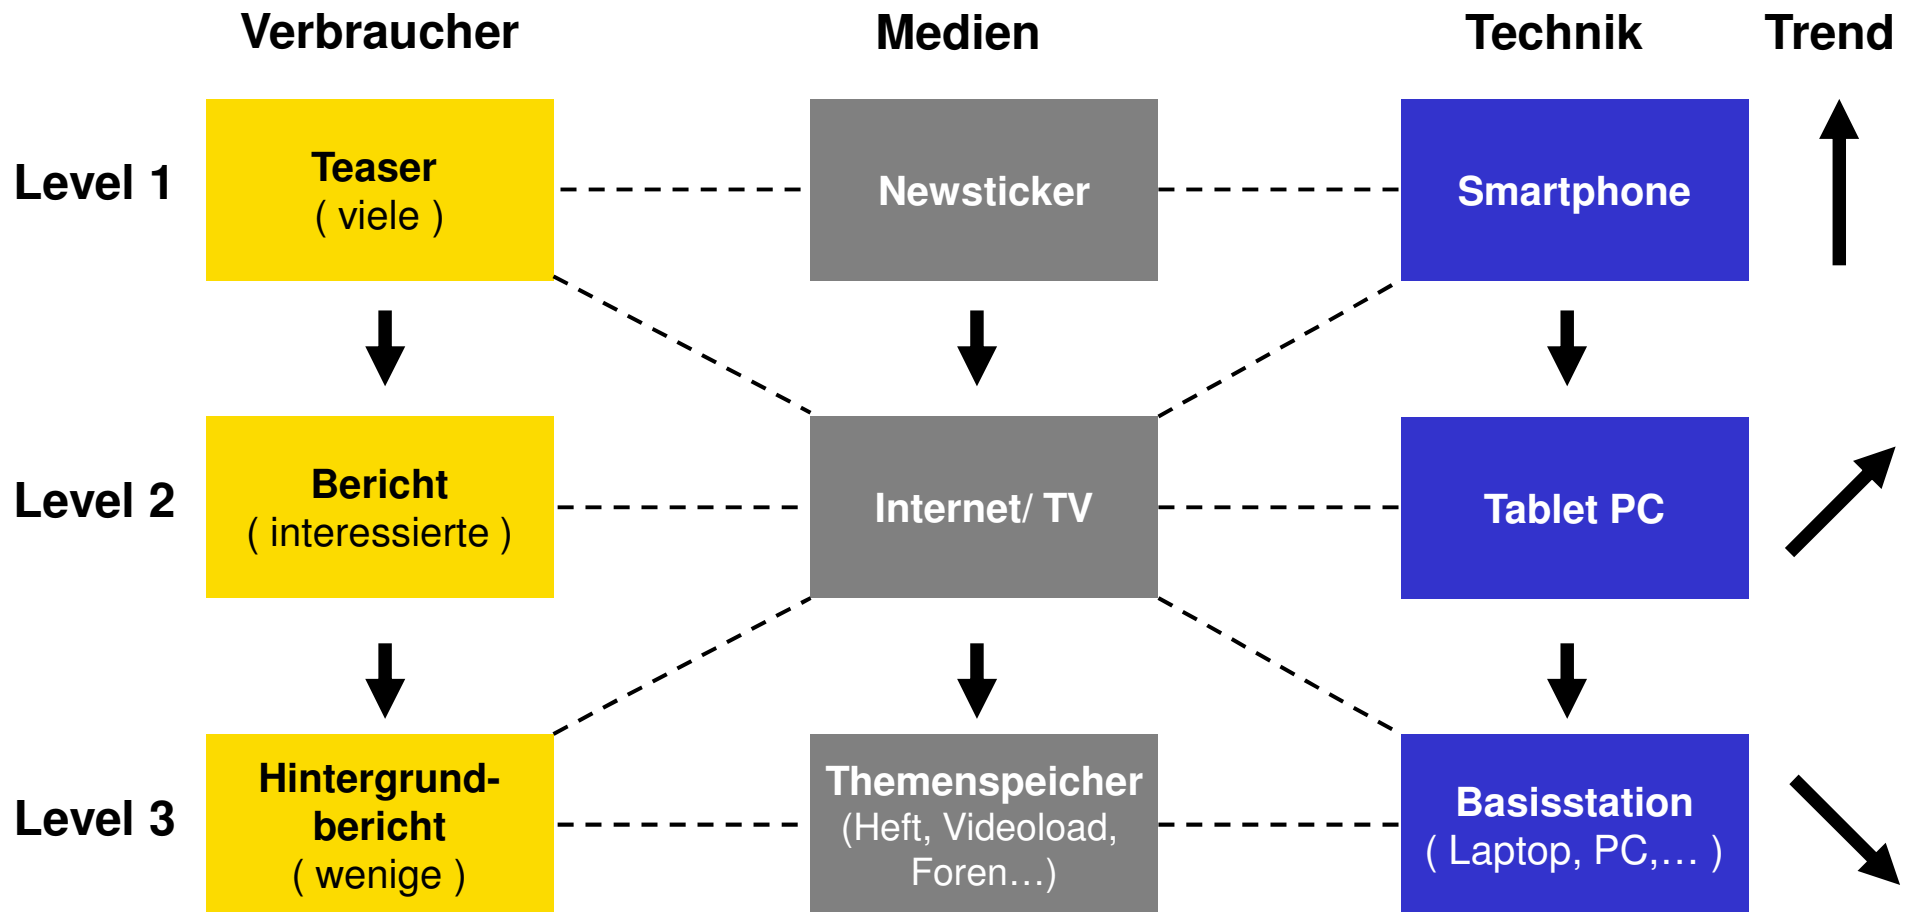 Verbraucher Medien Technik Trend
Level 1
Teaser
( viele )
Newsticker
Smartphone
Level 2
Bericht
( interessierte )
Internet/ TV
Tablet PC
Level 3
Hintergrund-
bericht
( wenige )
Themenspeicher
(Heft, Videoload,
Foren…)
Basisstation
( Laptop, PC,… )